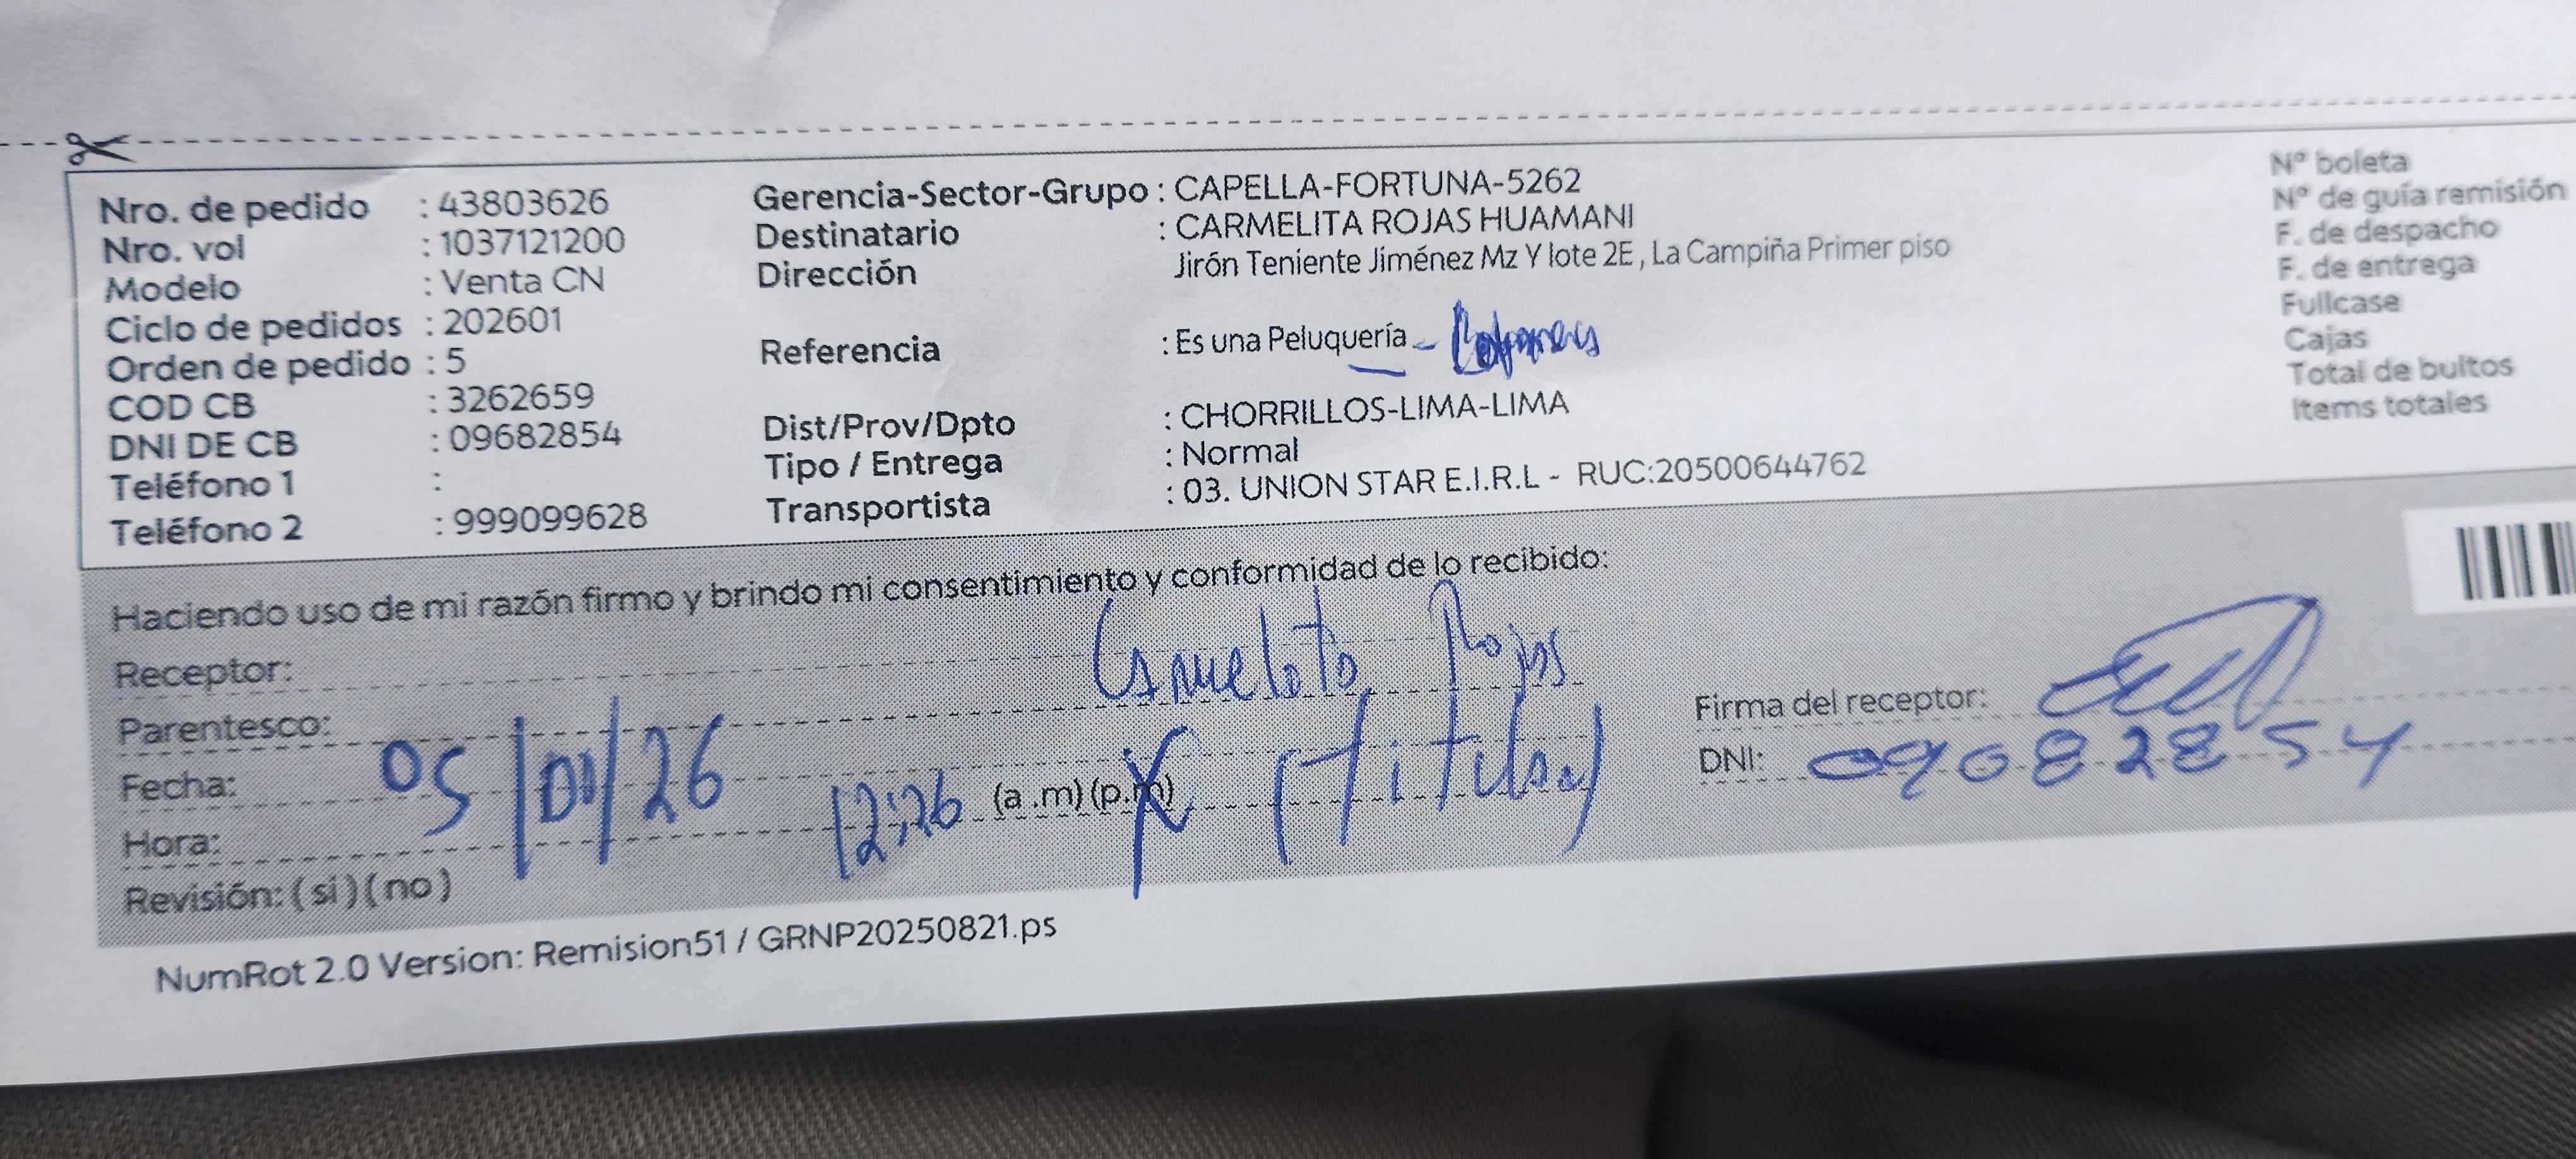 Nro. de pedido : 43803626
Nro. vol : 1037121200
Modelo : Venta CN
Ciclo de pedidos : 202601
Orden de pedido : 5
COD CB : 3262659
DNI DE CB : 09682854
Teléfono 1 :
Teléfono 2 : 999099628
Gerencia-Sector-Grupo : CAPELLA-FORTUNA-5262
Destinatario : CARMELITA ROJAS HUAMANI
Dirección Jirón Teniente Jiménez Mz Y lote 2E , La Campiña Primer piso
Referencia : Es una Peluquería -
Dist/Prov/Dpto : CHORRILLOS-LIMA-LIMA
Tipo / Entrega : Normal
Transportista : 03. UNION STAR E.I.R.L - RUC:20500644762
Nº boleta
Nº de guía remisión
F. de despacho
F. de entrega
Fullcase
Cajas
Total de bultos
Items totales
Haciendo uso de mi razón firmo y brindo mi consentimiento y conformidad de lo recibido:
Receptor: Rojas
Parentesco: (Titular)
Fecha: 05/01/26
Hora: 12:26 (a .m) (p.m)
Revisión: ( si ) ( no )
Firma del receptor:
DNI: 09082854
NumRot 2.0 Version: Remision51 / GRNP20250821.ps